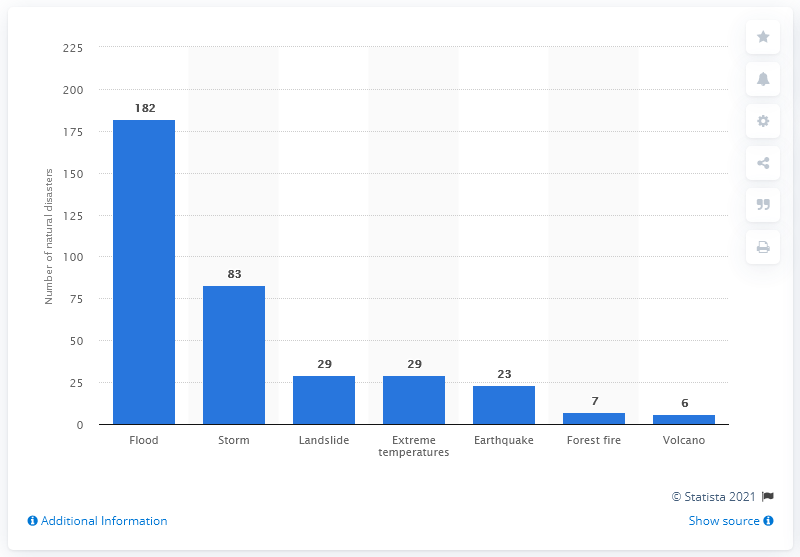 225
200
175
150
125
100
75
50
25
0
Number of natural disasters
182
83
29
29
23
7
6
Flood
Storm
Landslide
Extreme
temperatures
Earthquake
Forest fire
Volcano
© Statista 2021
Additional Information
Show source